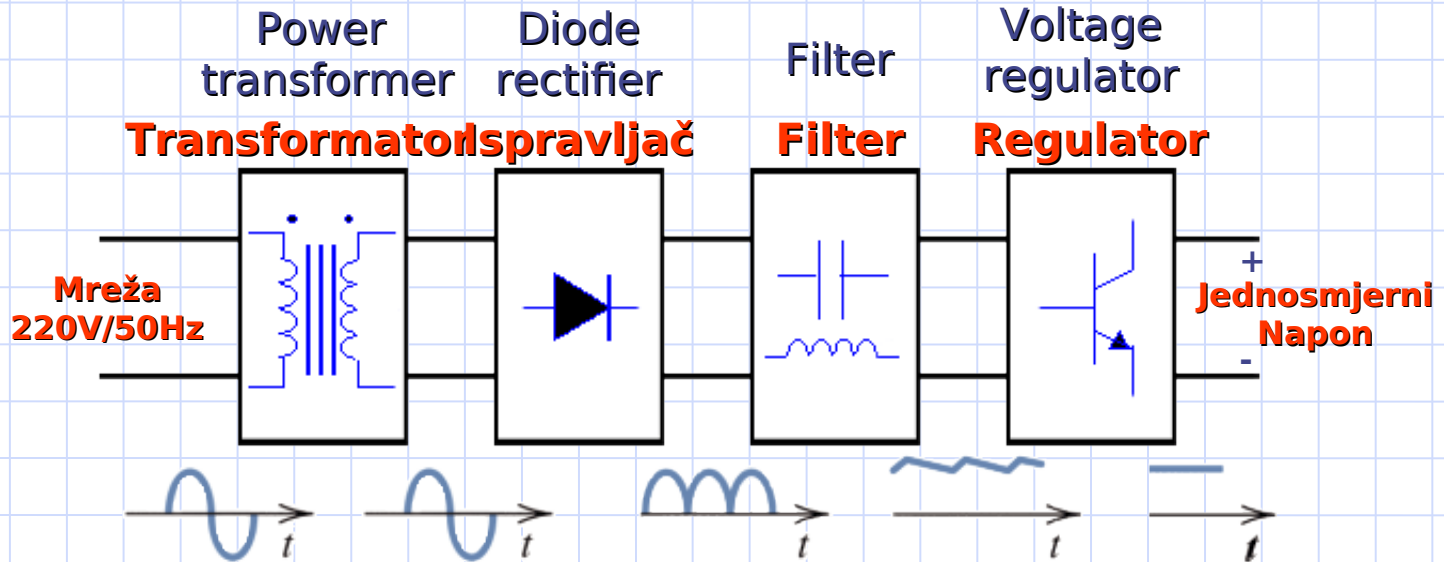 Power
transformer
Diode
rectifier
Filter
Voltage
regulator
Transformator
Ispravljač
Filter
Regulator
Mreža
220V/50Hz
+
Jednosmjerni
Napon
-
t
t
t
t
t